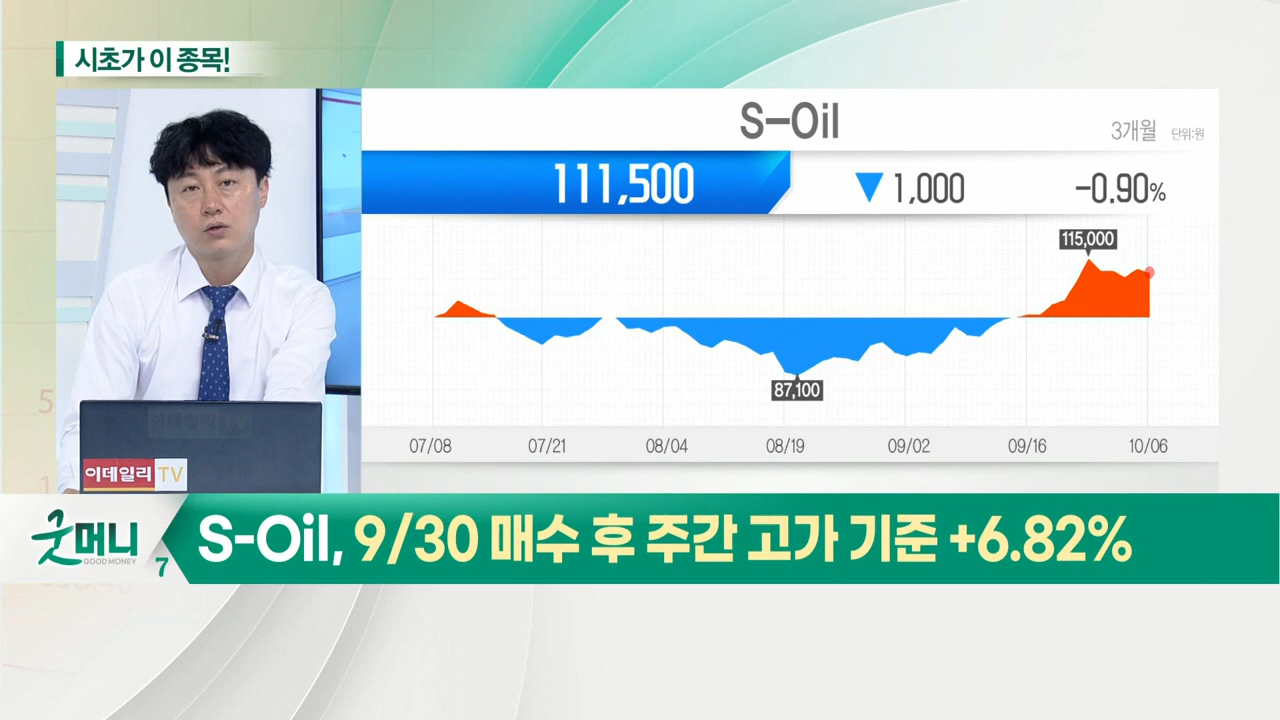 시초가 이 종목!
S-Oil
3개월 단위:원
111,500 ▼ 1,000 -0.90%
115,000
87,100
07/08 07/21 08/04 08/19 09/02 09/16 10/06
이데일리 TV
굿머니
GOOD MONEY
7
S-Oil, 9/30 매수 후 주간 고가 기준 +6.82%